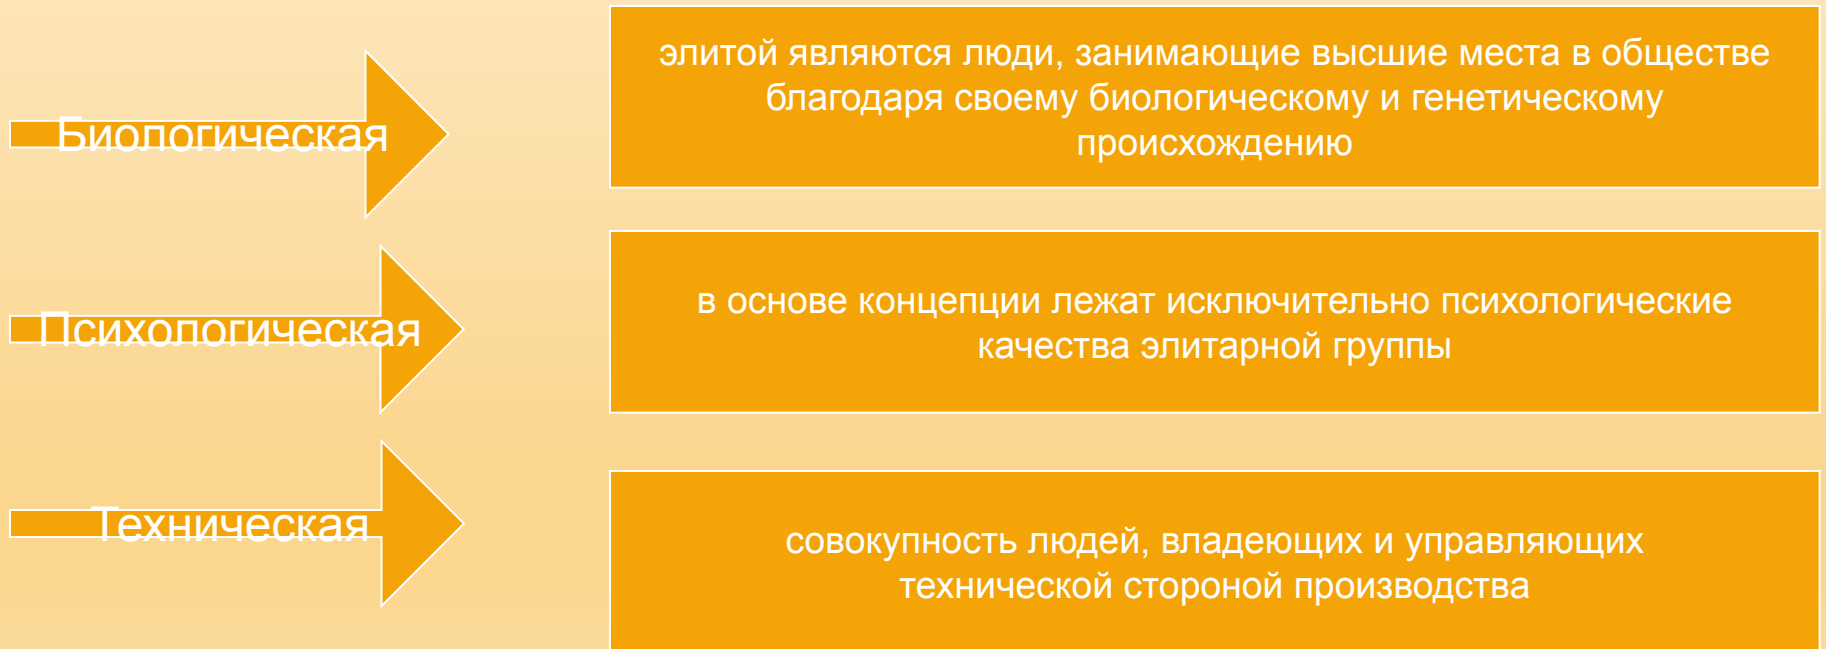 Биологическая
элитой являются люди, занимающие высшие места в обществе
благодаря своему биологическому и генетическому
происхождению
Психологическая
в основе концепции лежат исключительно психологические
качества элитарной группы
Техническая
совокупность людей, владеющих и управляющих
технической стороной производства